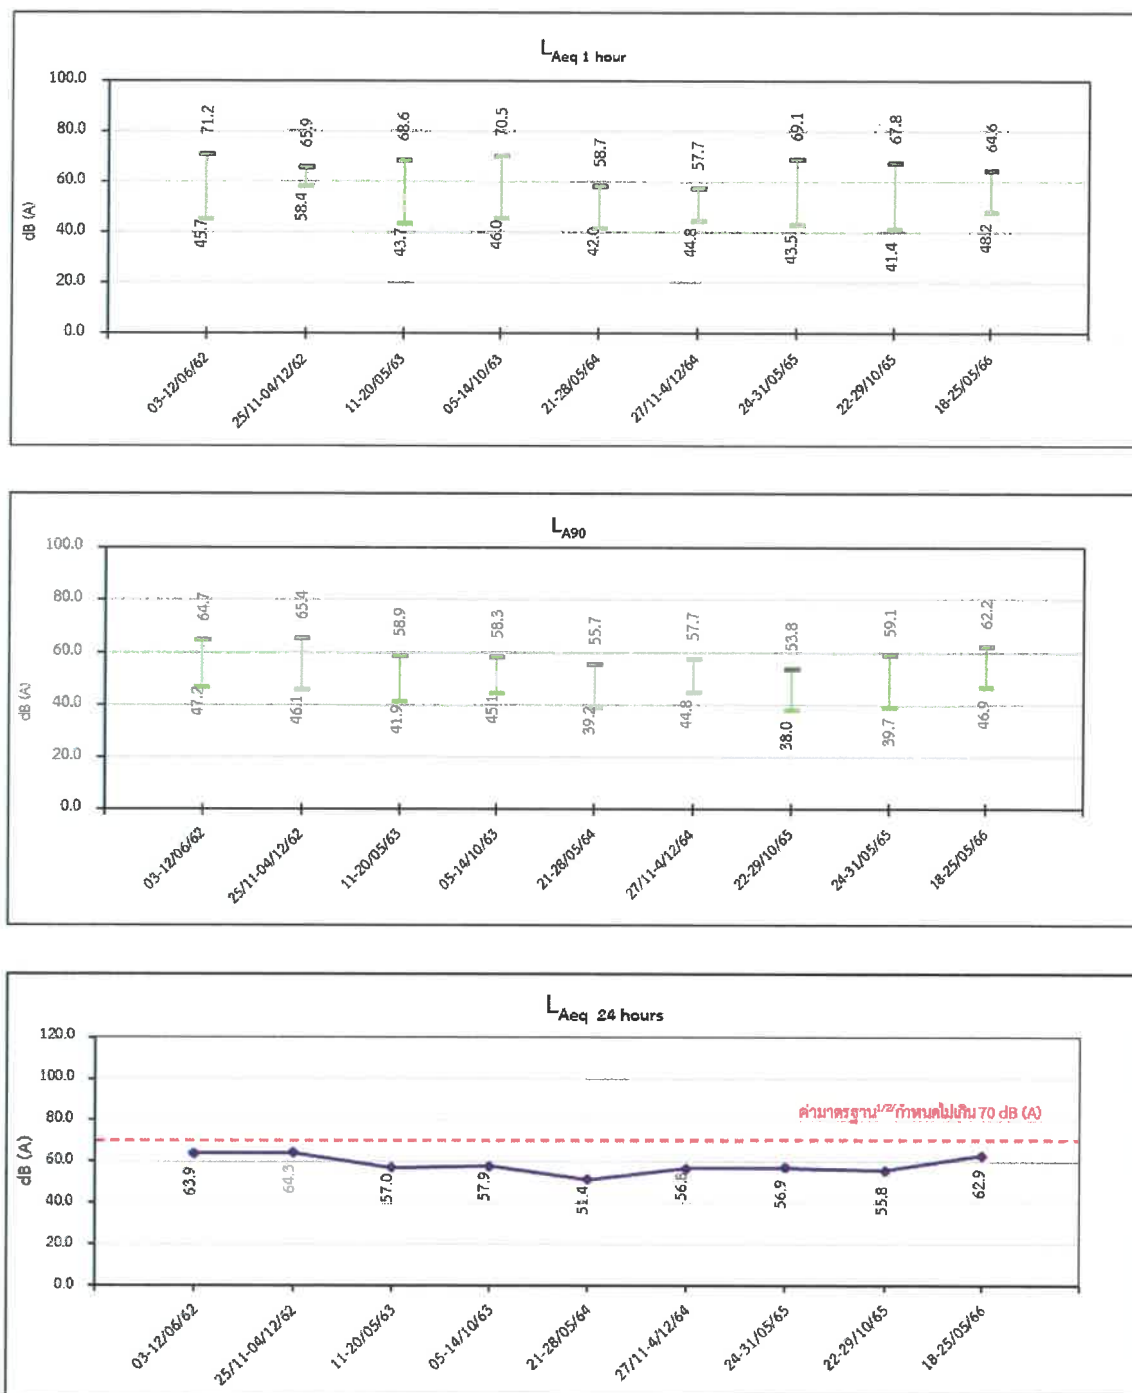 LAeq 1 hour
100.0
80.0
60.0
40.0
20.0
0.0
dB (A)
71.2 65.9 68.6 70.5 58.7 57.7 69.1 67.8 64.6
45.7 58.4 43.7 46.0 42.0 44.8 43.5 41.4 48.2
03-12/06/62 25/11-04/12/62 11-20/05/63 05-14/10/63 21-28/05/64 27/11-4/12/64 24-31/05/65 22-29/10/65 18-25/05/66
LA90
100.0
80.0
60.0
40.0
20.0
0.0
dB (A)
64.7 65.4 58.9 58.3 55.7 57.7 53.8 59.1 62.2
47.2 46.1 41.9 45.1 39.2 44.8 38.0 39.7 46.9
03-12/06/62 25/11-04/12/62 11-20/05/63 05-14/10/63 21-28/05/64 27/11-4/12/64 22-29/10/65 24-31/05/65 18-25/05/66
LAeq 24 hours
120.0
100.0
80.0
60.0
40.0
20.0
0.0
dB (A)
ค่ามาตรฐาน1/2/กำหนดไม่เกิน 70 dB (A)
63.9 64.3 57.0 57.9 51.4 56.8 56.9 55.8 62.9
03-12/06/62 25/11-04/12/62 11-20/05/63 05-14/10/63 21-28/05/64 27/11-4/12/64 24-31/05/65 22-29/10/65 18-25/05/66